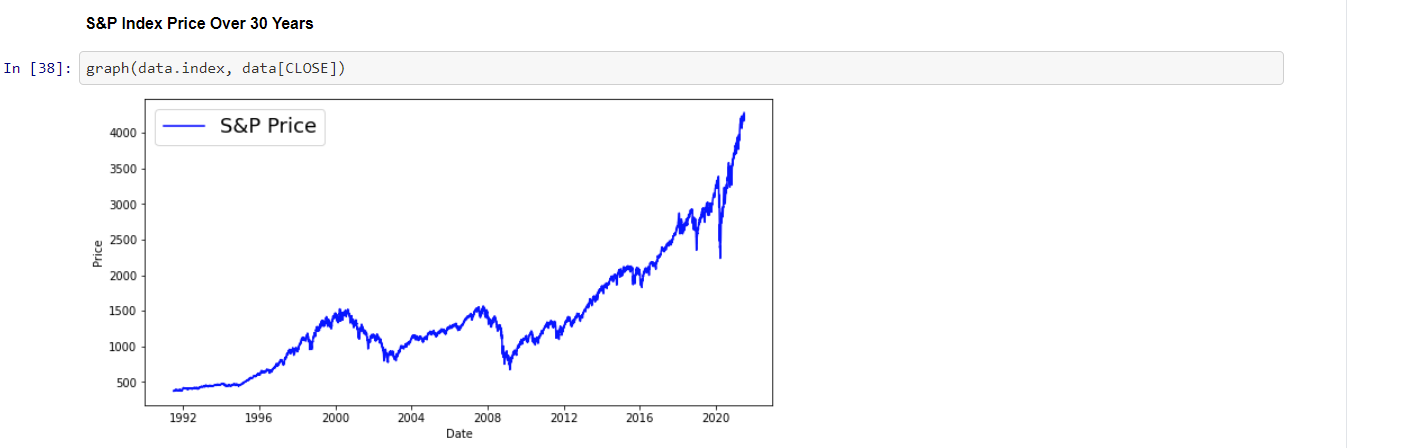 S&P Index Price Over 30 Years
In [38]: graph(data.index, data[CLOSE])
S&P Price
4000
3500
3000
2500
2000
1500
1000
500
Price
1992 1996 2000 2004 2008 2012 2016 2020
Date